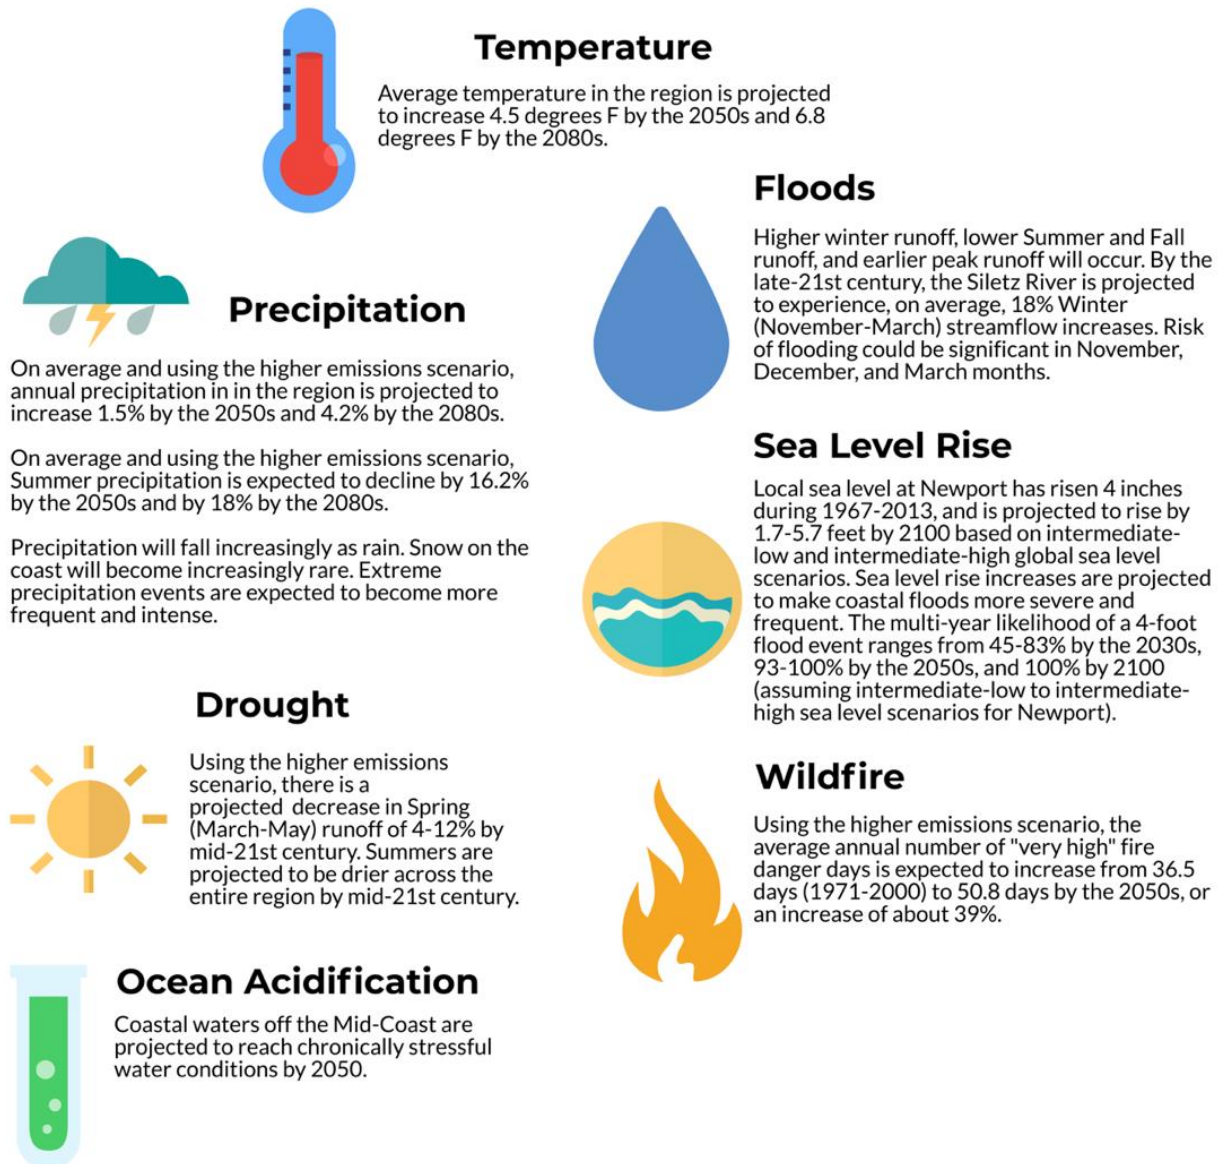 Temperature
Average temperature in the region is projected
to increase 4.5 degrees F by the 2050s and 6.8
degrees F by the 2080s.
Precipitation
On average and using the higher emissions scenario,
annual precipitation in in the region is projected to
increase 1.5% by the 2050s and 4.2% by the 2080s.
On average and using the higher emissions scenario,
Summer precipitation is expected to decline by 16.2%
by the 2050s and by 18% by the 2080s.
Precipitation will fall increasingly as rain. Snow on the
coast will become increasingly rare. Extreme
precipitation events are expected to become more
frequent and intense.
Drought
Using the higher emissions
scenario, there is a
projected decrease in Spring
(March-May) runoff of 4-12% by
mid-21st century. Summers are
projected to be drier across the
entire region by mid-21st century.
Ocean Acidification
Coastal waters off the Mid-Coast are
projected to reach chronically stressful
water conditions by 2050.
Floods
Higher winter runoff, lower Summer and Fall
runoff, and earlier peak runoff will occur. By the
late-21st century, the Siletz River is projected
to experience, on average, 18% Winter
(November-March) streamflow increases. Risk
of flooding could be significant in November,
December, and March months.
Sea Level Rise
Local sea level at Newport has risen 4 inches
during 1967-2013, and is projected to rise by
1.7-5.7 feet by 2100 based on intermediate-
low and intermediate-high global sea level
scenarios. Sea level rise increases are projected
to make coastal floods more severe and
frequent. The multi-year likelihood of a 4-foot
flood event ranges from 45-83% by the 2030s,
93-100% by the 2050s, and 100% by 2100
(assuming intermediate-low to intermediate-
high sea level scenarios for Newport).
Wildfire
Using the higher emissions scenario, the
average annual number of "very high" fire
danger days is expected to increase from 36.5
days (1971-2000) to 50.8 days by the 2050s, or
an increase of about 39%.